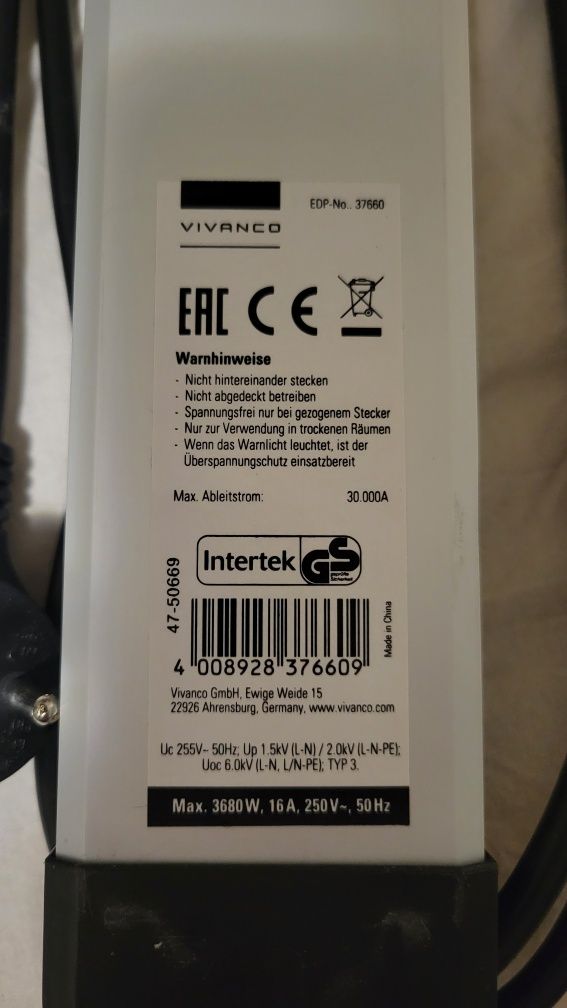 VIVANCO
EDP-No.. 37660
EAC CE
Warnhinweise
- Nicht hintereinander stecken
- Nicht abgedeckt betreiben
- Spannungsfrei nur bei gezogenem Stecker
- Nur zur Verwendung in trockenen Räumen
- Wenn das Warnlicht leuchtet, ist der
Überspannungschutz einsatzbereit
Max. Ableitstrom: 30.000A
Intertek GS
geprüfte
Sicherheit
47-50669
4 008928 376609
Made in China
Vivanco GmbH, Ewige Weide 15
22926 Ahrensburg, Germany, www.vivanco.com
Uc 255V~ 50Hz; Up 1.5kV (L-N) / 2.0kV (L-N-PE);
Uoc 6.0kV (L-N, L/N-PE); TYP 3.
Max. 3680W, 16A, 250V~, 50Hz